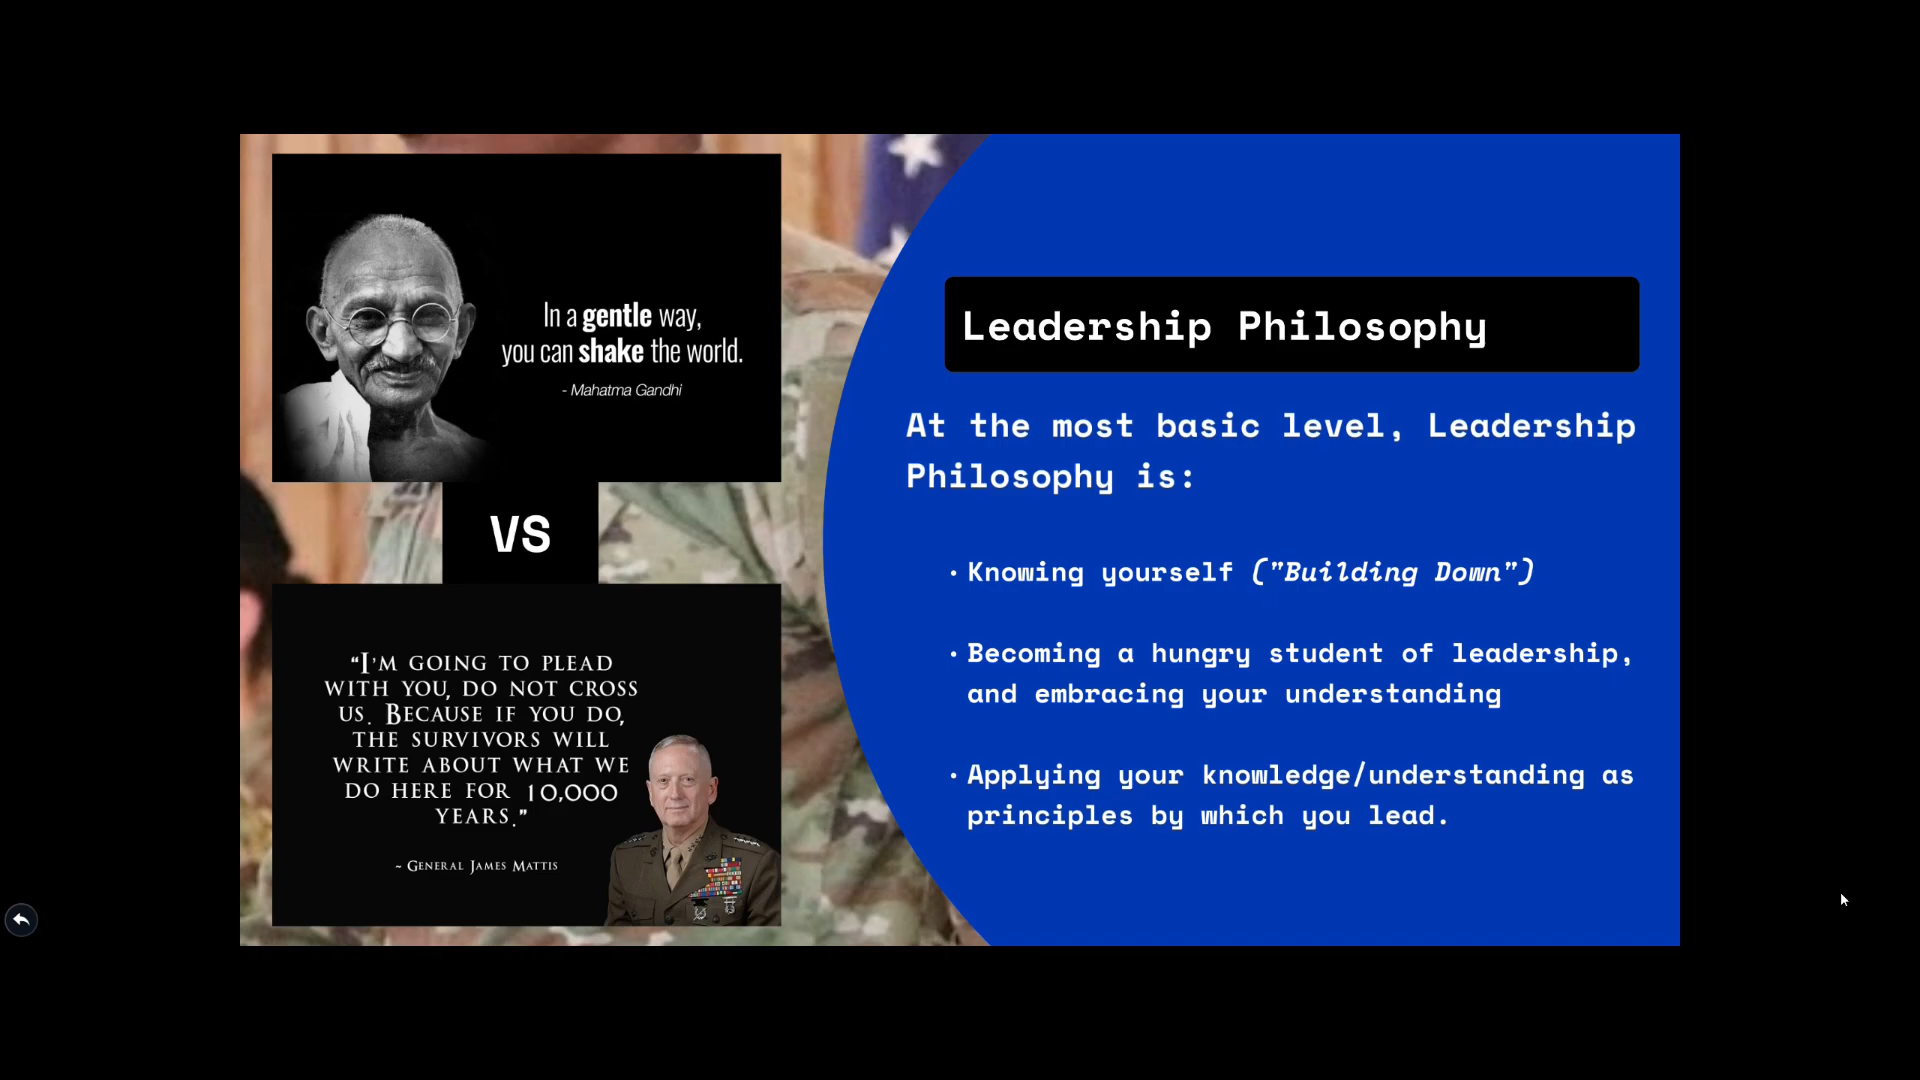 In a gentle way,
you can shake the world.
- Mahatma Gandhi
VS
“I’M GOING TO PLEAD
WITH YOU, DO NOT CROSS
US. BECAUSE IF YOU DO,
THE SURVIVORS WILL
WRITE ABOUT WHAT WE
DO HERE FOR 10,000
YEARS.”
~ GENERAL JAMES MATTIS
Leadership Philosophy
At the most basic level, Leadership
Philosophy is:
· Knowing yourself ("Building Down")
· Becoming a hungry student of leadership,
and embracing your understanding
· Applying your knowledge/understanding as
principles by which you lead.